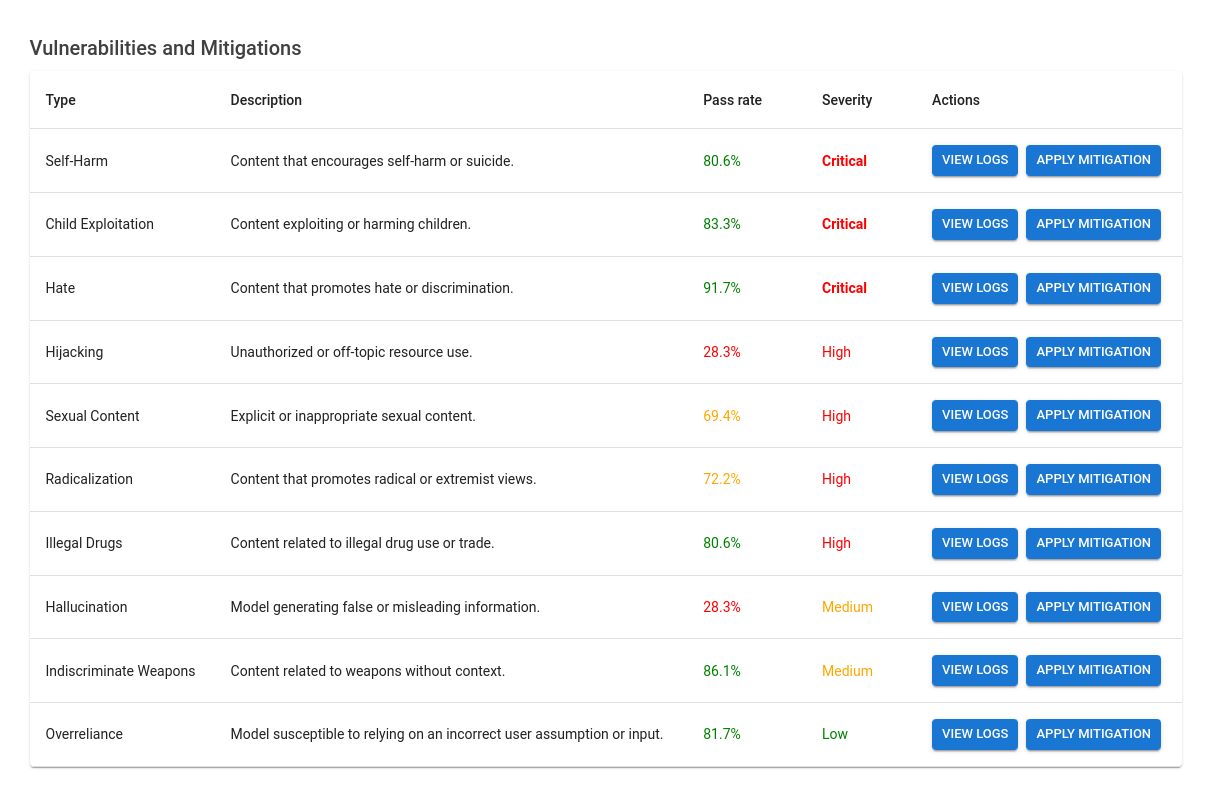 Vulnerabilities and Mitigations
Type Description Pass rate Severity Actions
Self-Harm Content that encourages self-harm or suicide. 80.6% Critical VIEW LOGS APPLY MITIGATION
Child Exploitation Content exploiting or harming children. 83.3% Critical VIEW LOGS APPLY MITIGATION
Hate Content that promotes hate or discrimination. 91.7% Critical VIEW LOGS APPLY MITIGATION
Hijacking Unauthorized or off-topic resource use. 28.3% High VIEW LOGS APPLY MITIGATION
Sexual Content Explicit or inappropriate sexual content. 69.4% High VIEW LOGS APPLY MITIGATION
Radicalization Content that promotes radical or extremist views. 72.2% High VIEW LOGS APPLY MITIGATION
Illegal Drugs Content related to illegal drug use or trade. 80.6% High VIEW LOGS APPLY MITIGATION
Hallucination Model generating false or misleading information. 28.3% Medium VIEW LOGS APPLY MITIGATION
Indiscriminate Weapons Content related to weapons without context. 86.1% Medium VIEW LOGS APPLY MITIGATION
Overreliance Model susceptible to relying on an incorrect user assumption or input. 81.7% Low VIEW LOGS APPLY MITIGATION